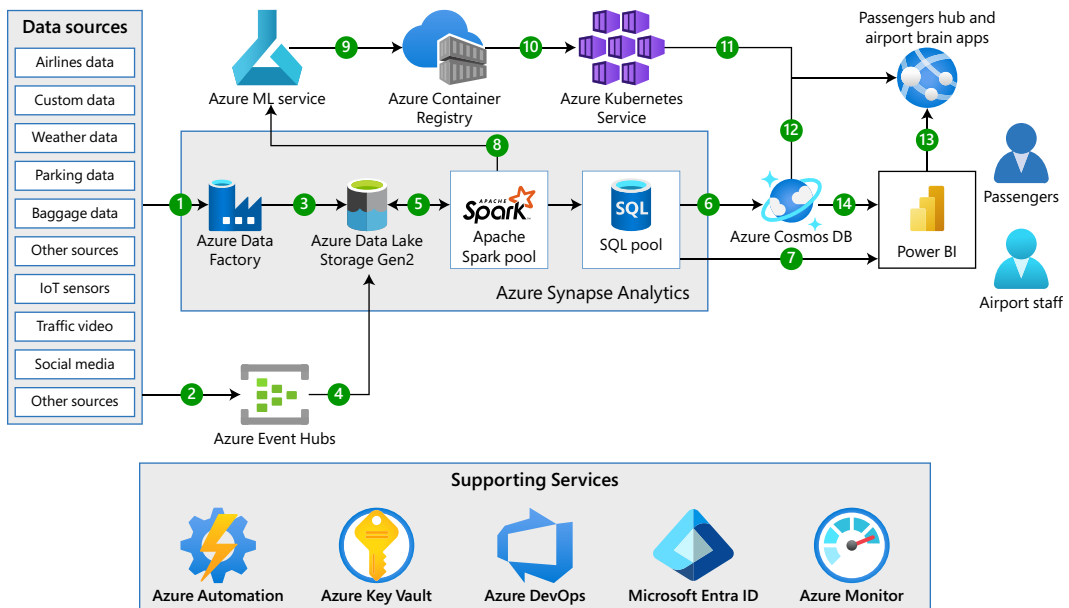 Data sources
Airlines data
Custom data
Weather data
Parking data
Baggage data
Other sources
IoT sensors
Traffic video
Social media
Other sources
9
10
11
Passengers hub and
airport brain apps
Azure ML service
Azure Container
Registry
Azure Kubernetes
Service
8
12
13
1
3
5
6
14
7
Azure Data
Factory
Azure Data Lake
Storage Gen2
APACHE
Spark
Apache
Spark pool
SQL
SQL pool
Azure Cosmos DB
Power BI
Passengers
Airport staff
Azure Synapse Analytics
2
4
Azure Event Hubs
Supporting Services
Azure Automation
Azure Key Vault
Azure DevOps
Microsoft Entra ID
Azure Monitor